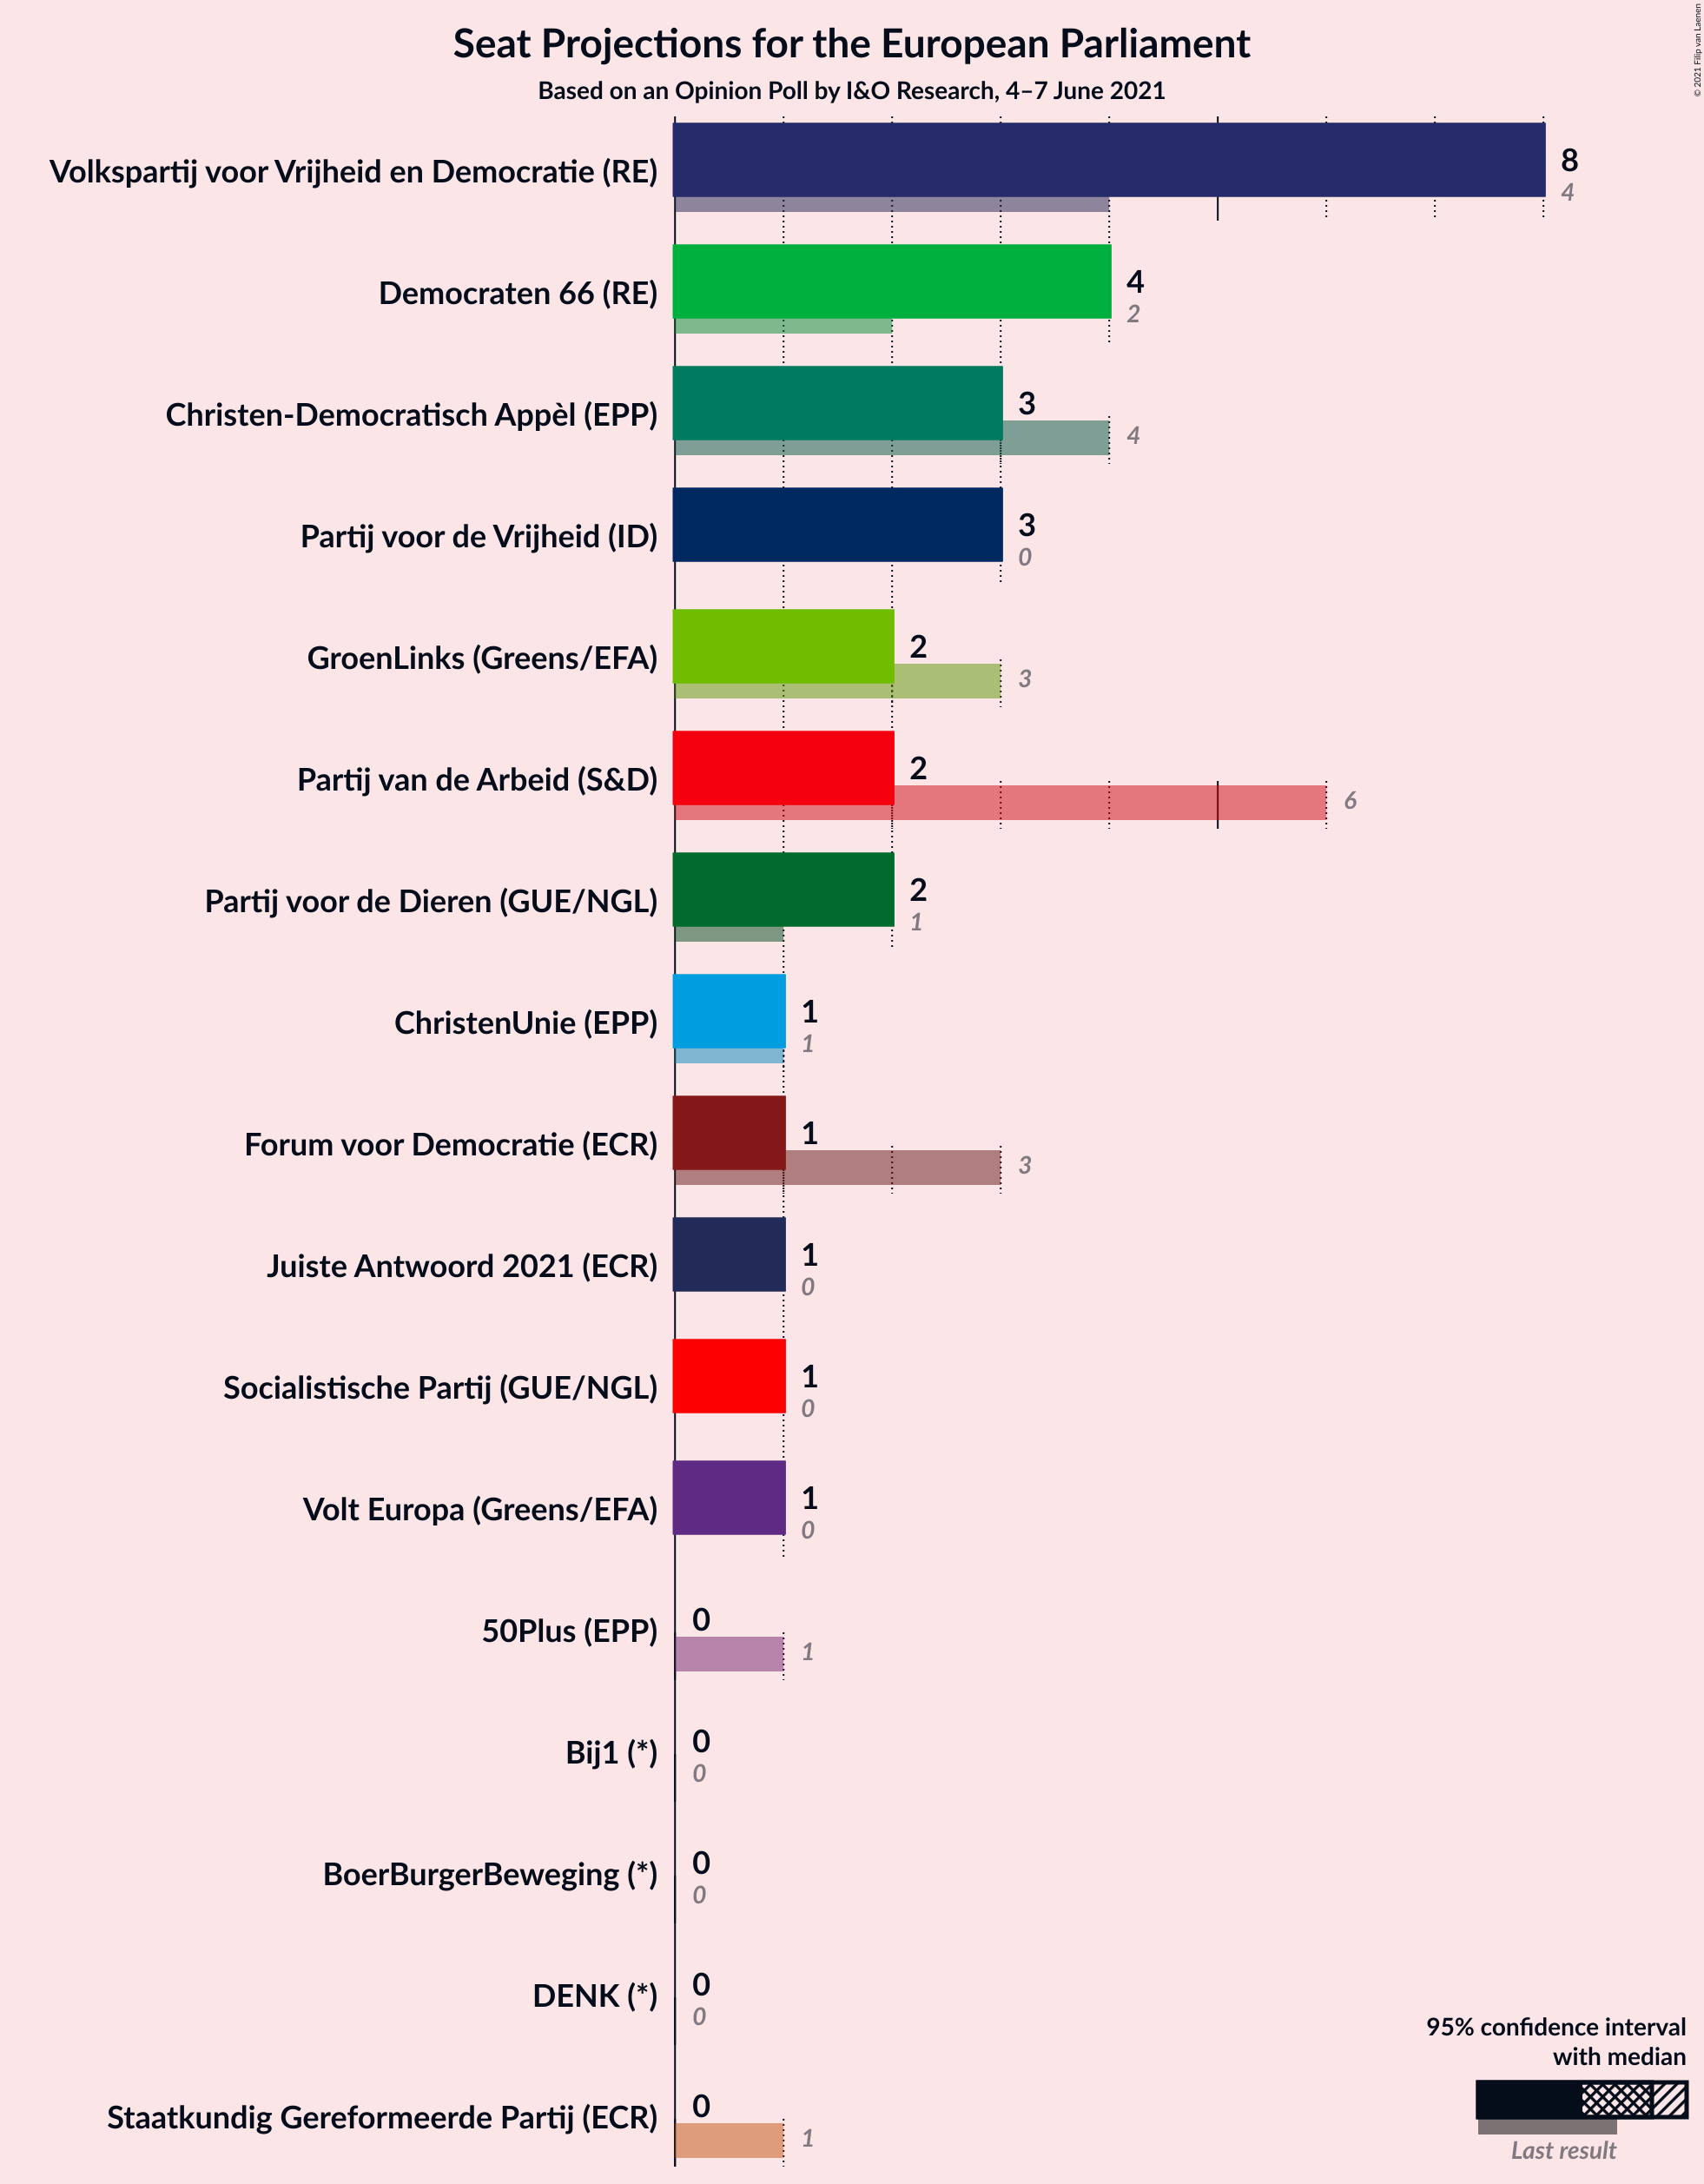 Seat Projections for the European Parliament
Based on an Opinion Poll by I&O Research, 4–7 June 2021
© 2021 Filip van Laenen
Volkspartij voor Vrijheid en Democratie (RE)
8
4
Democraten 66 (RE)
4
2
Christen-Democratisch Appèl (EPP)
3
4
Partij voor de Vrijheid (ID)
3
0
GroenLinks (Greens/EFA)
2
3
Partij van de Arbeid (S&D)
2
6
Partij voor de Dieren (GUE/NGL)
2
1
ChristenUnie (EPP)
1
1
Forum voor Democratie (ECR)
1
3
Juiste Antwoord 2021 (ECR)
1
0
Socialistische Partij (GUE/NGL)
1
0
Volt Europa (Greens/EFA)
1
0
50Plus (EPP)
0
1
Bij1 (*)
0
0
BoerBurgerBeweging (*)
0
0
DENK (*)
0
0
Staatkundig Gereformeerde Partij (ECR)
0
1
95% confidence interval
with median
Last result